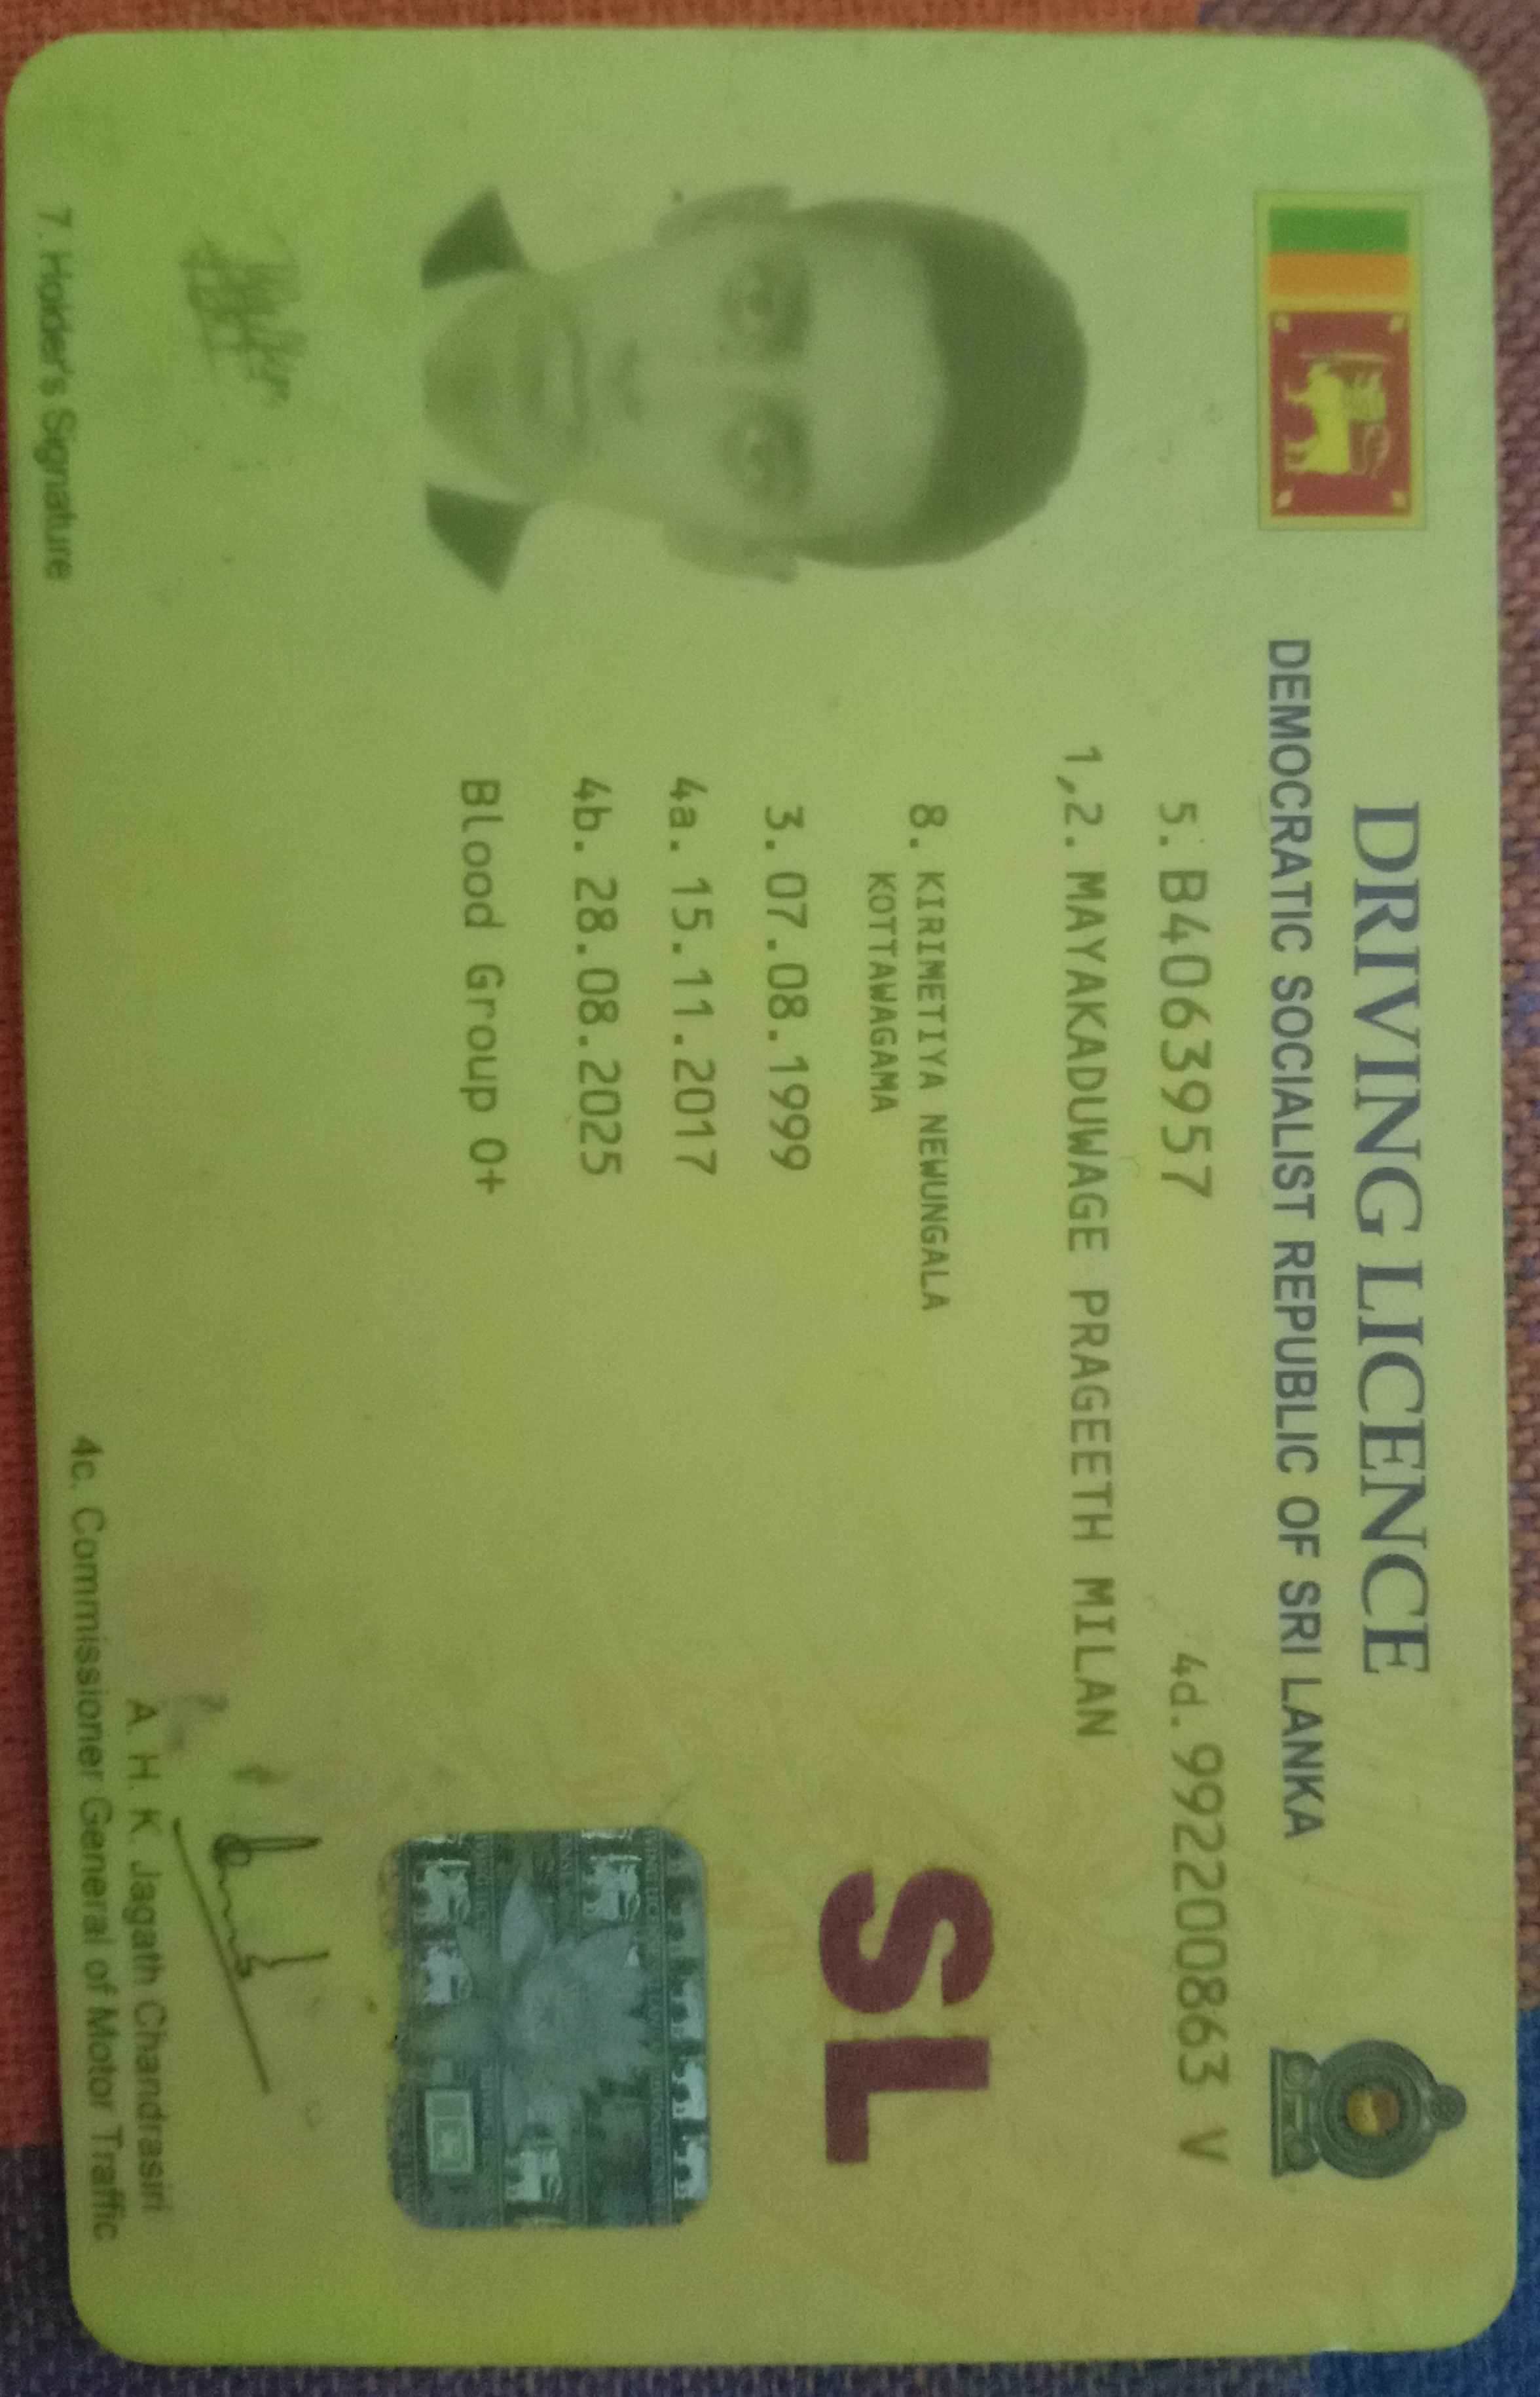 DRIVING LICENCE
DEMOCRATIC SOCIALIST REPUBLIC OF SRI LANKA
5. B4063957 4d. 992200863 V
1,2. MAYAKADUWAGE PRAGEETH MILAN
8. KIRIMETIYA NEWUNGALA
KOTTAWAGAMA
SL
3. 07.08.1999
4a. 15.11.2017
4b. 28.08.2025
Blood Group O+
A. H. K. Jagath Chandrasiri
4c. Commissioner General of Motor Traffic
7. Holder's Signature